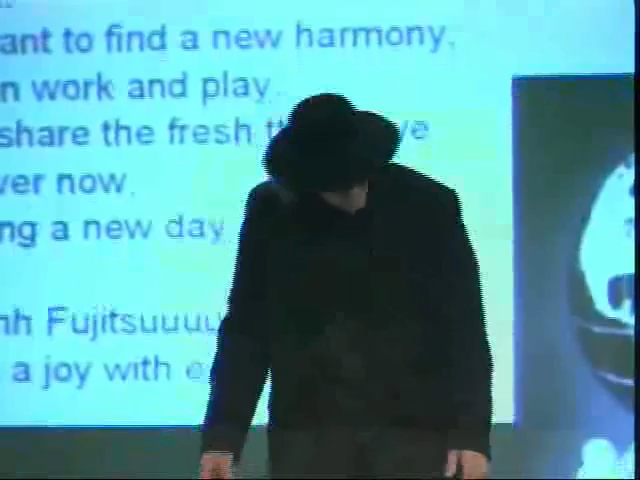 ant to find a new harmony.
n work and play.
share the fresh
ver now.
ng a new day
hh Fujitsuuuu
a joy with